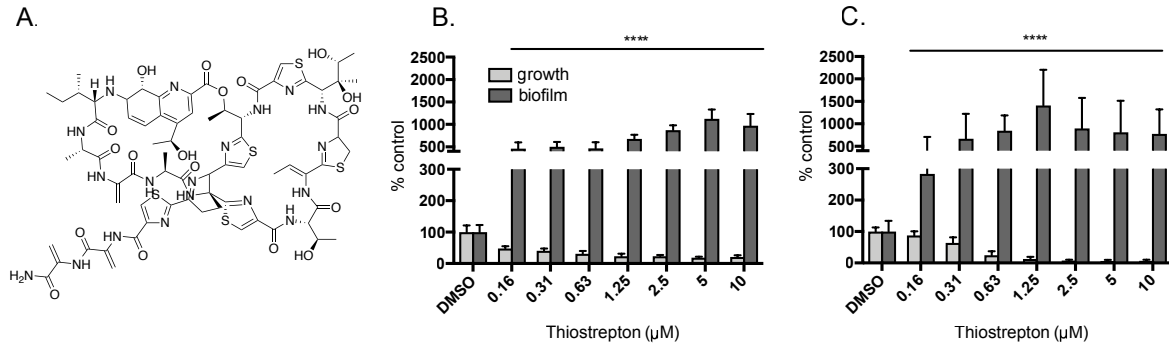 A.
B.
C.
****
****
2500
2000
1500
1000
500
300
200
100
0
% control
growth
biofilm
2500
2000
1500
1000
500
300
200
100
0
% control
DMSO
0.16
0.31
0.63
1.25
2.5
5
10
Thiostrepton (µM)
DMSO
0.16
0.31
0.63
1.25
2.5
5
10
Thiostrepton (µM)
OH
H
H
N
N
O
O
O
NH
O
HN
O
N
H
O
OH
N
S
O
NH
HO
HO
OH
HN
O
N
S
NH
O
N
H
HO
O
N
S
N
S
N
HN
O
N
H
O
N
H
O
H₂N
O